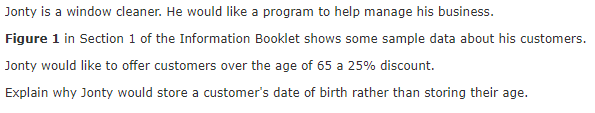 Jonty is a window cleaner. He would like a program to help manage his business.
Figure 1 in Section 1 of the Information Booklet shows some sample data about his customers.
Jonty would like to offer customers over the age of 65 a 25% discount.
Explain why Jonty would store a customer's date of birth rather than storing their age.